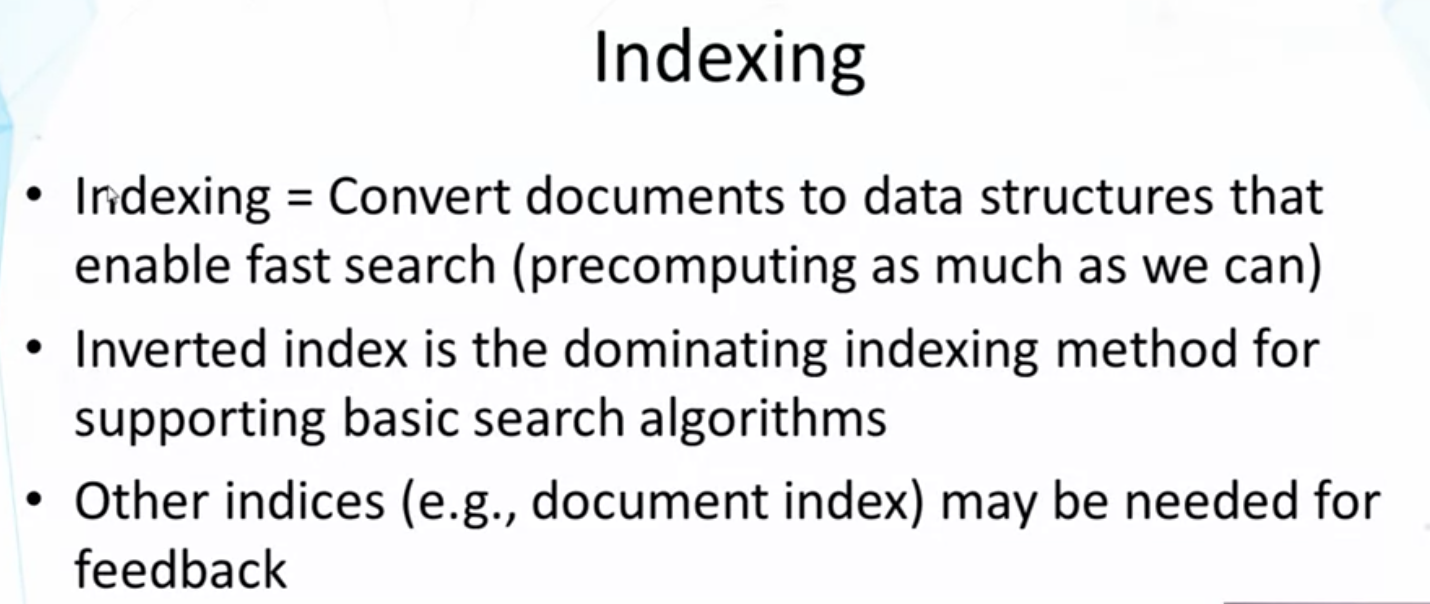 Indexing
• Indexing = Convert documents to data structures that
enable fast search (precomputing as much as we can)
• Inverted index is the dominating indexing method for
supporting basic search algorithms
• Other indices (e.g., document index) may be needed for
feedback